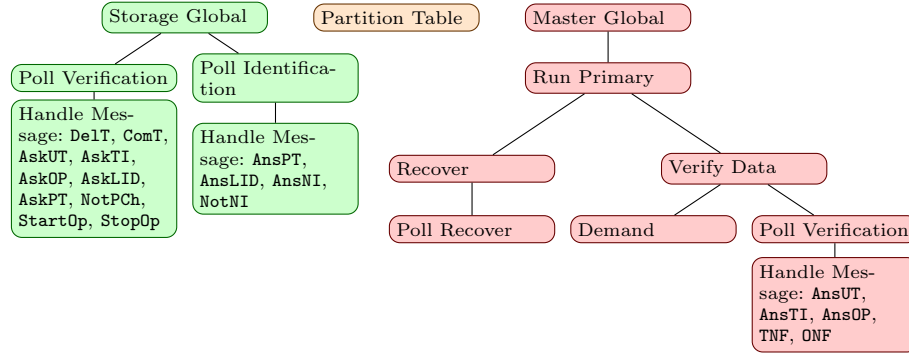 Storage Global
Partition Table
Master Global
Poll Verification
Poll Identifica-
tion
Run Primary
Handle Mes-
sage: DelT, ComT,
AskUT, AskTI,
AskOP, AskLID,
AskPT, NotPCh,
StartOp, StopOp
Handle Mes-
sage: AnsPT,
AnsLID, AnsNI,
NotNI
Recover
Verify Data
Poll Recover
Demand
Poll Verification
Handle Mes-
sage: AnsUT,
AnsTI, AnsOP,
TNF, ONF